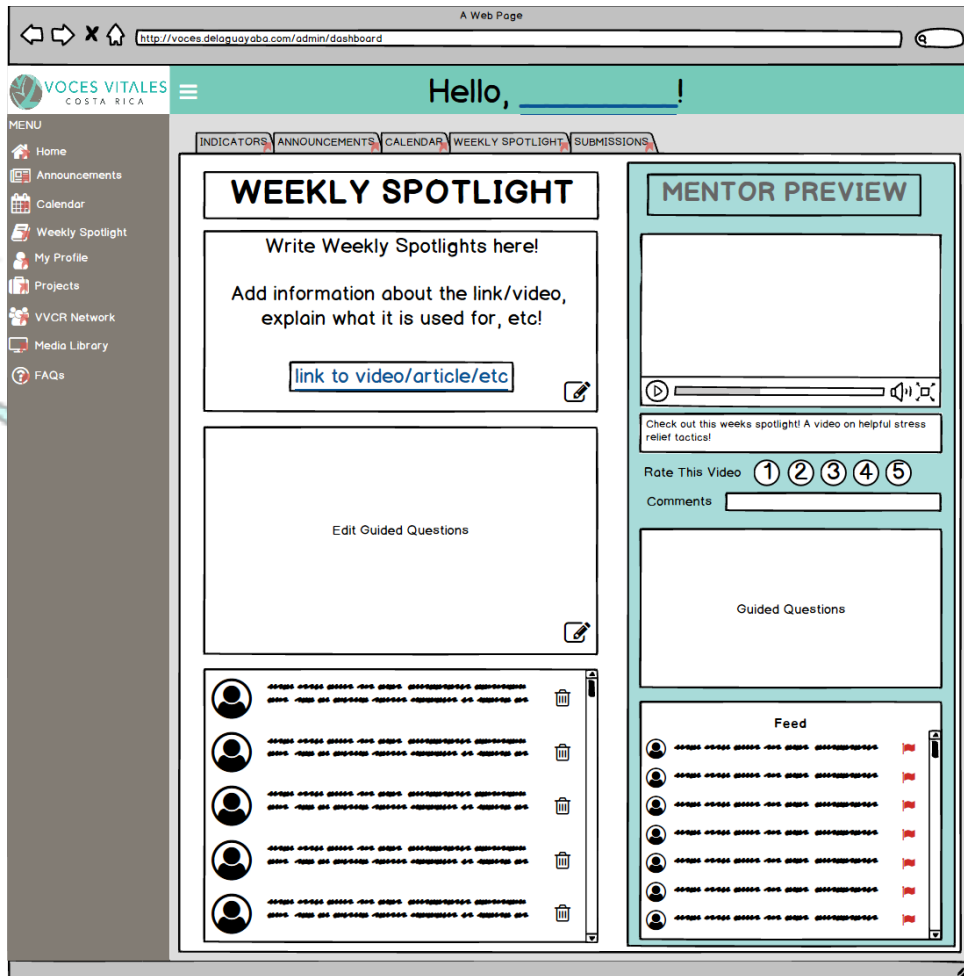 A Web Page
http://voces.delaguayaba.com/admin/dashboard
VOCES VITALES
COSTA RICA
Hello, __________!
MENU
Home
Announcements
Calendar
Weekly Spotlight
My Profile
Projects
VVCR Network
Media Library
FAQs
INDICATORS ANNOUNCEMENTS CALENDAR WEEKLY SPOTLIGHT SUBMISSIONS
WEEKLY SPOTLIGHT
Write Weekly Spotlights here!
Add information about the link/video,
explain what it is used for, etc!
link to video/article/etc
Edit Guided Questions
MENTOR PREVIEW
Check out this weeks spotlight! A video on helpful stress
relief tactics!
Rate This Video 1 2 3 4 5
Comments
Guided Questions
Feed